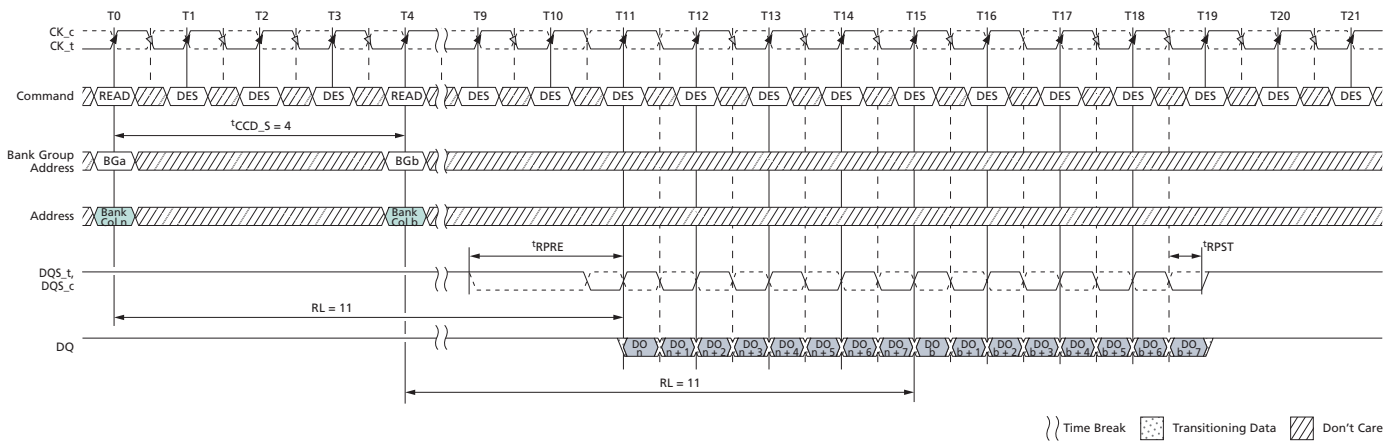 T0 T1 T2 T3 T4 T9 T10 T11 T12 T13 T14 T15 T16 T17 T18 T19 T20 T21
CK_c
CK_t
Command READ DES DES DES READ DES DES DES DES DES DES DES DES DES DES DES DES DES
tCCD_S = 4
Bank Group
Address
BGa BGb
Address
Bank
Col n
Bank
Col b
tRPRE tRPST
DQS_t,
DQS_c
RL = 11
DQ
DO
n
DO
n + 1
DO
n + 2
DO
n + 3
DO
n + 4
DO
n + 5
DO
n + 6
DO
n + 7
DO
b
DO
b + 1
DO
b + 2
DO
b + 3
DO
b + 4
DO
b + 5
DO
b + 6
DO
b + 7
RL = 11
Time Break Transitioning Data Don't Care